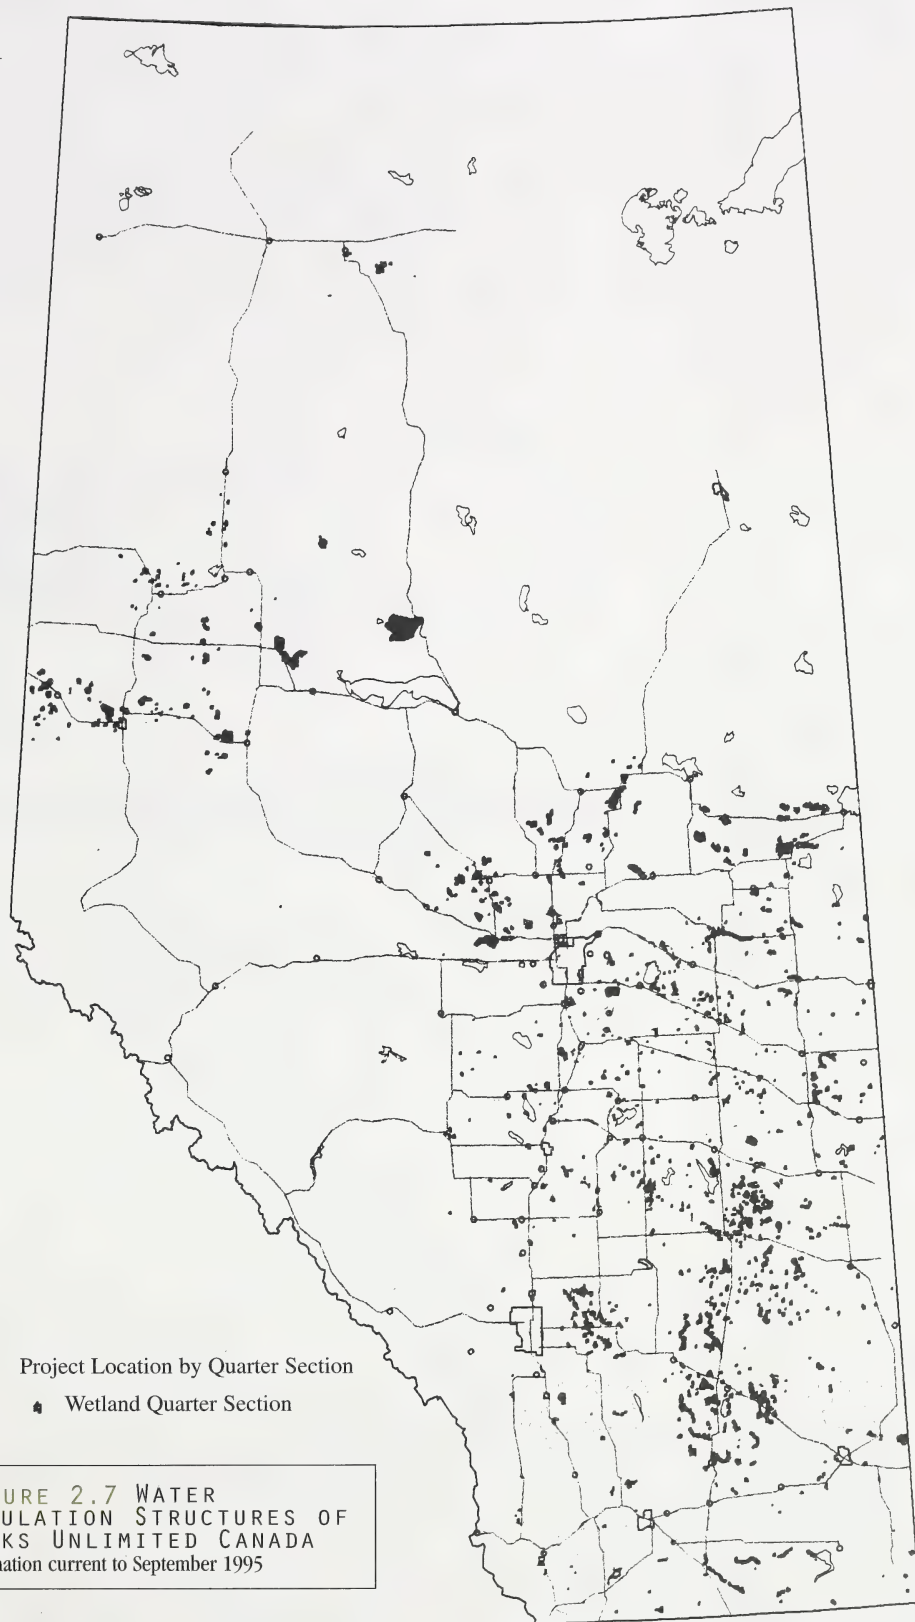 Project Location by Quarter Section
Wetland Quarter Section
URE 2.7 WATER
ULATION STRUCTURES OF
KS UNLIMITED CANADA
ation current to September 1995